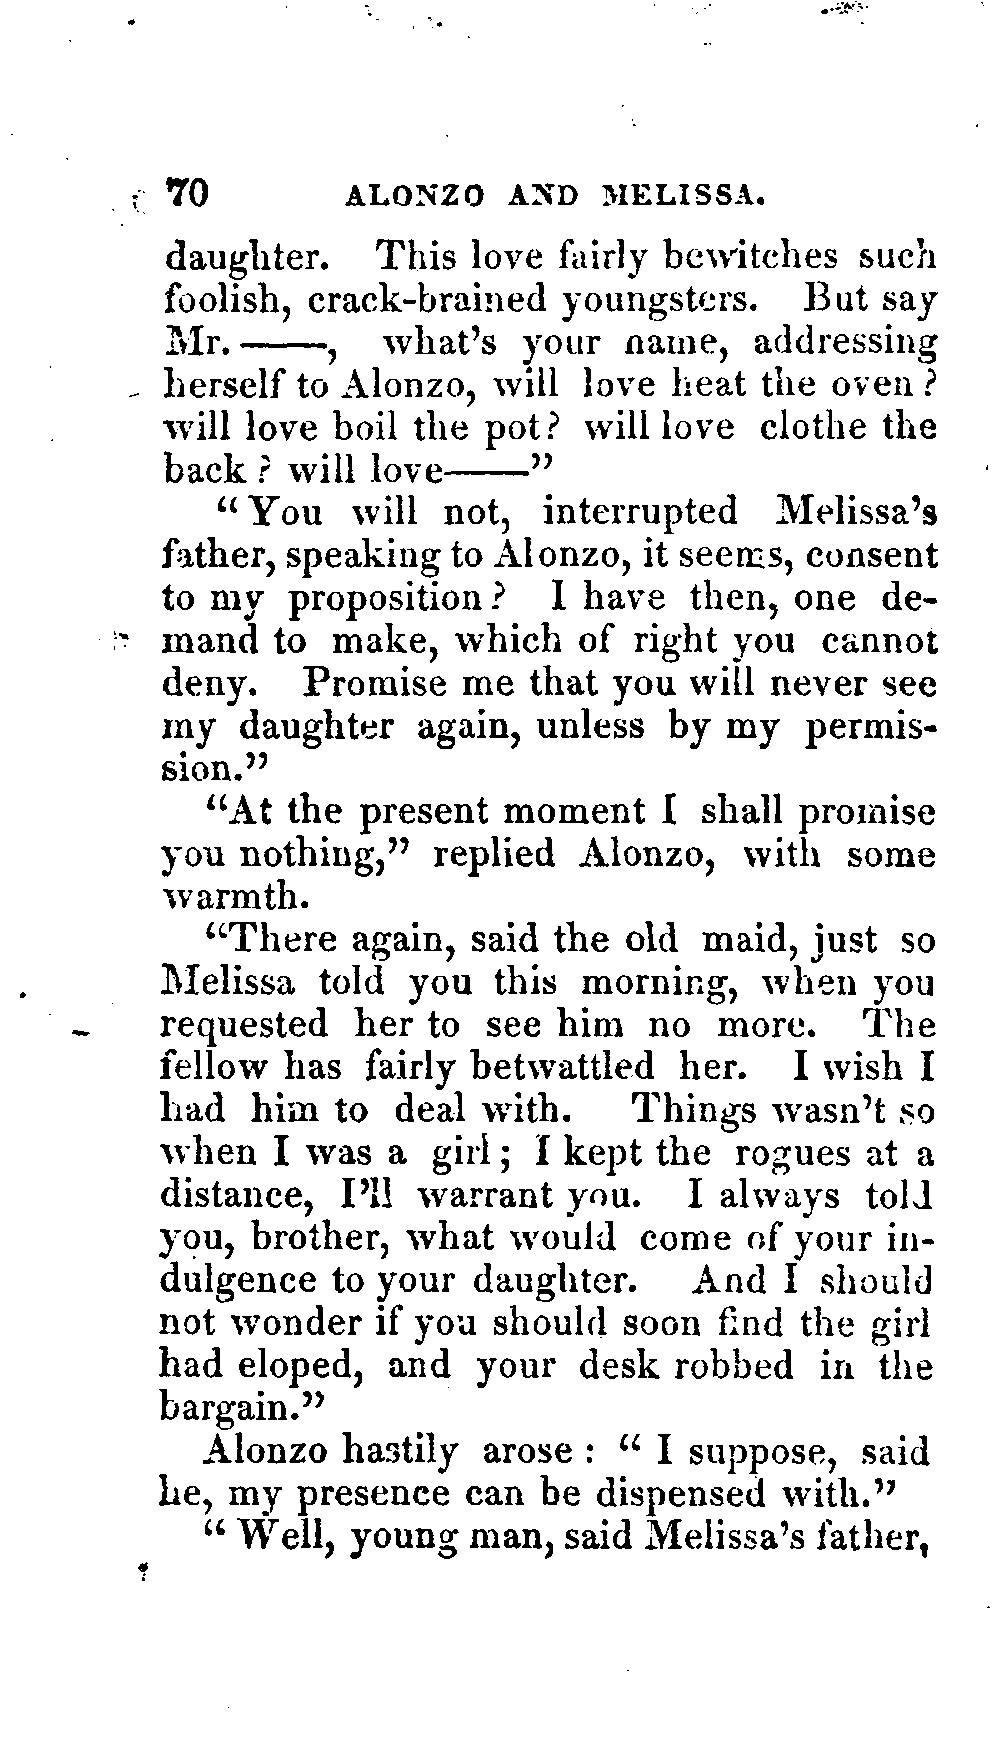 70 ALONZO AND MELISSA.
daughter. This love fairly bewitches such
foolish, crack-brained youngsters. But say
Mr. ——, what's your name, addressing
herself to Alonzo, will love heat the oven?
will love boil the pot? will love clothe the
back? will love——"
"You will not, interrupted Melissa's
father, speaking to Alonzo, it seems, consent
to my proposition? I have then, one de-
mand to make, which of right you cannot
deny. Promise me that you will never see
my daughter again, unless by my permis-
sion."
"At the present moment I shall promise
you nothing," replied Alonzo, with some
warmth.
"There again, said the old maid, just so
Melissa told you this morning, when you
requested her to see him no more. The
fellow has fairly betwattled her. I wish I
had him to deal with. Things wasn't so
when I was a girl; I kept the rogues at a
distance, I'll warrant you. I always told
you, brother, what would come of your in-
dulgence to your daughter. And I should
not wonder if you should soon find the girl
had eloped, and your desk robbed in the
bargain."
Alonzo hastily arose: "I suppose, said
he, my presence can be dispensed with."
"Well, young man, said Melissa's father,